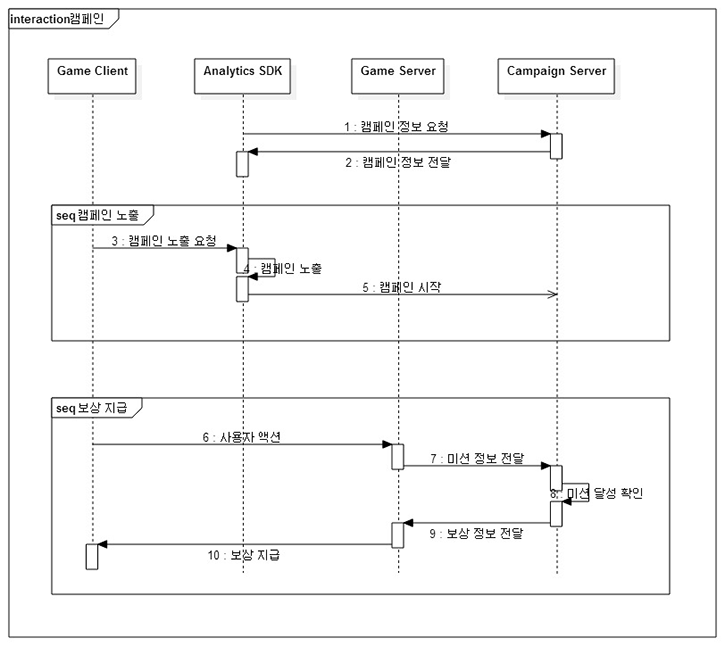 interaction캠페인
Game Client
Analytics SDK
Game Server
Campaign Server
1 : 캠페인 정보 요청
2 : 캠페인 정보 전달
seq 캠페인 노출
3 : 캠페인 노출 요청
4 : 캠페인 노출
5 : 캠페인 시작
seq 보상 지급
6 : 사용자 액션
7 : 미션 정보 전달
8 : 미션 달성 확인
9 : 보상 정보 전달
10 : 보상 지급